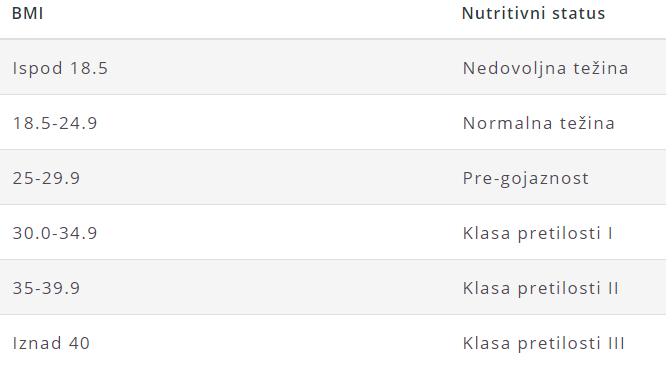 BMI Nutritivni status
Ispod 18.5 Nedovoljna težina
18.5-24.9 Normalna težina
25-29.9 Pre-gojaznost
30.0-34.9 Klasa pretilosti I
35-39.9 Klasa pretilosti II
Iznad 40 Klasa pretilosti III